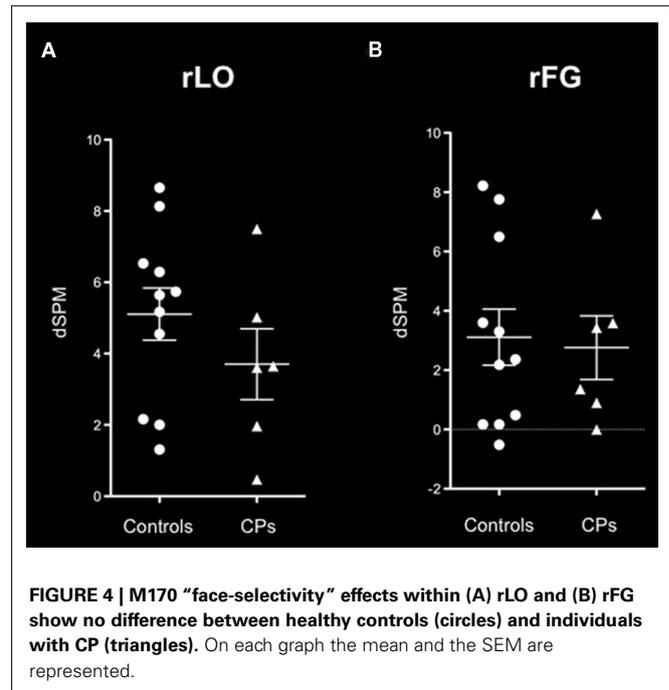 A
B
rLO
rFG
10
8
6
4
2
0
dSPM
Controls
CPs
10
8
6
4
2
0
-2
dSPM
Controls
CPs
FIGURE 4 | M170 “face-selectivity” effects within (A) rLO and (B) rFG
show no difference between healthy controls (circles) and individuals
with CP (triangles). On each graph the mean and the SEM are
represented.